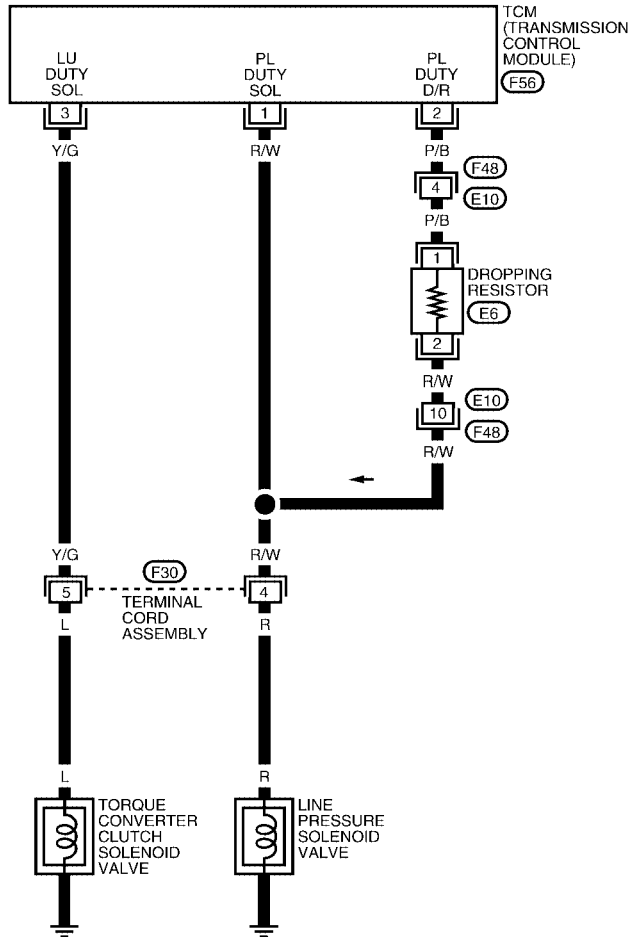 TCM
(TRANSMISSION
CONTROL
MODULE)
F56
LU
DUTY
SOL
PL
DUTY
SOL
PL
DUTY
D/R
3
1
2
Y/G
R/W
P/B
F48
4
E10
P/B
1
DROPPING
RESISTOR
E6
2
R/W
E10
10
F48
R/W
Y/G
R/W
F30
5
4
TERMINAL
CORD
ASSEMBLY
L
R
L
R
TORQUE
CONVERTER
CLUTCH
SOLENOID
VALVE
LINE
PRESSURE
SOLENOID
VALVE